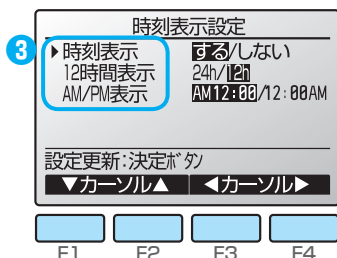 時刻表示設定
3
▶時刻表示 する/しない
12時間表示 24h/12h
AM/PM表示 AM12:00/12:00AM
設定更新:決定ボタン
▼カーソル▲ ◀カーソル▶
F1 F2 F3 F4